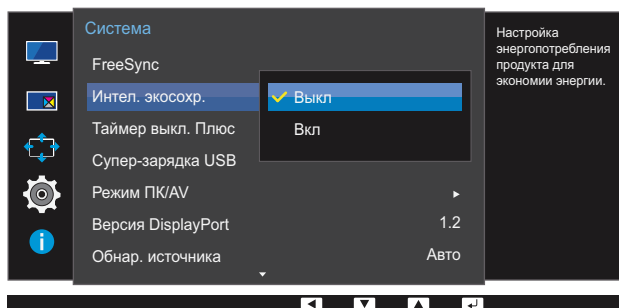 Система
FreeSync
Интел. экосохр.
Выкл
Таймер выкл. Плюс
Вкл
Супер-зарядка USB
Режим ПК/AV
Версия DisplayPort
1.2
Обнар. источника
Авто
Настройка
энергопотребления
продукта для
экономии энергии.